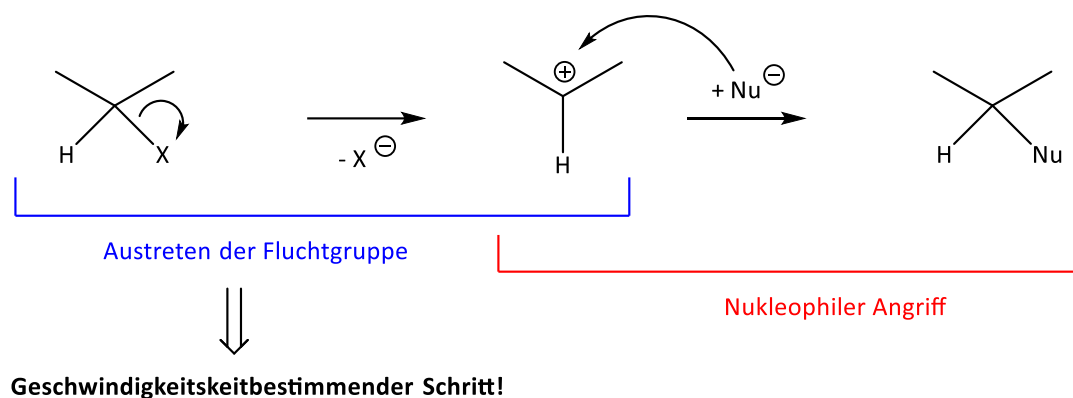 H X
- X ⊖
⊕
H
+ Nu ⊖
H Nu
Austreten der Fluchtgruppe
Nukleophiler Angriff
Geschwindigkeitskeitbestimmender Schritt!